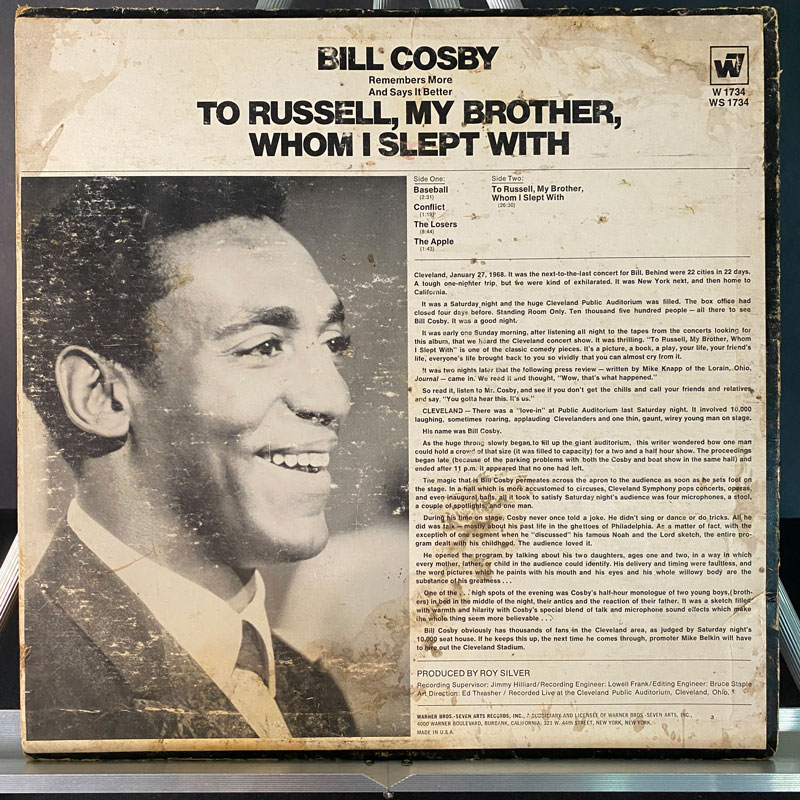 BILL COSBY
Remembers More
And Says It Better
TO RUSSELL, MY BROTHER,
WHOM I SLEPT WITH
W
W 1734
WS 1734
Side One:
Baseball
(2:31)
Conflict
(1:19)
The Losers
(8:44)
The Apple
(1:43)
Side Two:
To Russell, My Brother,
Whom I Slept With
(26:30)
Cleveland, January 27, 1968. It was the next-to-the-last concert for Bill. Behind were 22 cities in 22 days.
A tough one-nighter trip, but we were kind of exhilarated. It was New York next, and then home to
California.
It was a Saturday night and the huge Cleveland Public Auditorium was filled. The box office had
closed four days before. Standing Room Only. Ten thousand five hundred people — all there to see
Bill Cosby. It was a good night.
It was early one Sunday morning, after listening all night to the tapes from the concerts looking for
this album, that we heard the Cleveland concert show. It was thrilling. "To Russell, My Brother, Whom
I Slept With" is one of the classic comedy pieces. It's a picture, a book, a play, your life, your friend's
life, everyone's life brought back to you so vividly that you can almost cry from it.
It was two nights later that the following press review — written by Mike Knapp of the Lorain, Ohio,
Journal — came in. We read it and thought, "Wow, that's what happened."
So read it, listen to Mr. Cosby, and see if you don't get the chills and call your friends and relatives
and say, "You gotta hear this. It's us."
CLEVELAND — There was a "love-in" at Public Auditorium last Saturday night. It involved 10,000
laughing, sometimes roaring, applauding Clevelanders and one thin, gaunt, wirey young man on stage.
His name was Bill Cosby.
As the huge throng slowly began to fill up the giant auditorium, this writer wondered how one man
could hold a crowd of that size (it was filled to capacity) for a two and a half hour show. The proceedings
began late (because of the parking problems with both the Cosby and boat show in the same hall) and
ended after 11 p.m. it appeared that no one had left.
The magic that is Bill Cosby permeates across the apron to the audience as soon as he sets foot on
the stage. In a hall which is more accustomed to circuses, Cleveland Symphony pops concerts, operas,
and even inaugural balls, all it took to satisfy Saturday night's audience was four microphones, a stool,
a couple of spotlights, and one man.
During his time on stage, Cosby never once told a joke. He didn't sing or dance or do tricks. All he
did was talk — mostly about his past life in the ghettoes of Philadelphia. As a matter of fact, with the
exception of one segment when he "discussed" his famous Noah and the Lord sketch, the entire pro-
gram dealt with his childhood. The audience loved it.
He opened the program by talking about his two daughters, ages one and two, in a way in which
every mother, father, or child in the audience could identify. His delivery and timing were faultless, and
the word pictures which he paints with his mouth and his eyes and his whole willowy body are the
substance of his greatness . . .
One of the . . . high spots of the evening was Cosby's half-hour monologue of two young boys, (broth-
ers) in bed in the middle of the night, their antics and the reaction of their father. It was a sketch filled
with warmth and hilarity with Cosby's special blend of talk and microphone sound effects which make
the whole thing seem more believable . . .
Bill Cosby obviously has thousands of fans in the Cleveland area, as judged by Saturday night's
10,000 seat house. If he keeps this up, the next time he comes through, promoter Mike Belkin will have
to hire out the Cleveland Stadium.
PRODUCED BY ROY SILVER
Recording Supervisor: Jimmy Hilliard/Recording Engineer: Lowell Frank/Editing Engineer: Bruce Staple
Art Direction: Ed Thrasher / Recorded Live at the Cleveland Public Auditorium, Cleveland, Ohio.
WARNER BROS.-SEVEN ARTS RECORDS, INC., A SUBSIDIARY AND LICENSEE OF WARNER BROS.-SEVEN ARTS, INC.,
4000 WARNER BOULEVARD, BURBANK, CALIFORNIA; 321 W. 44th STREET, NEW YORK, NEW YORK.
MADE IN U.S.A.